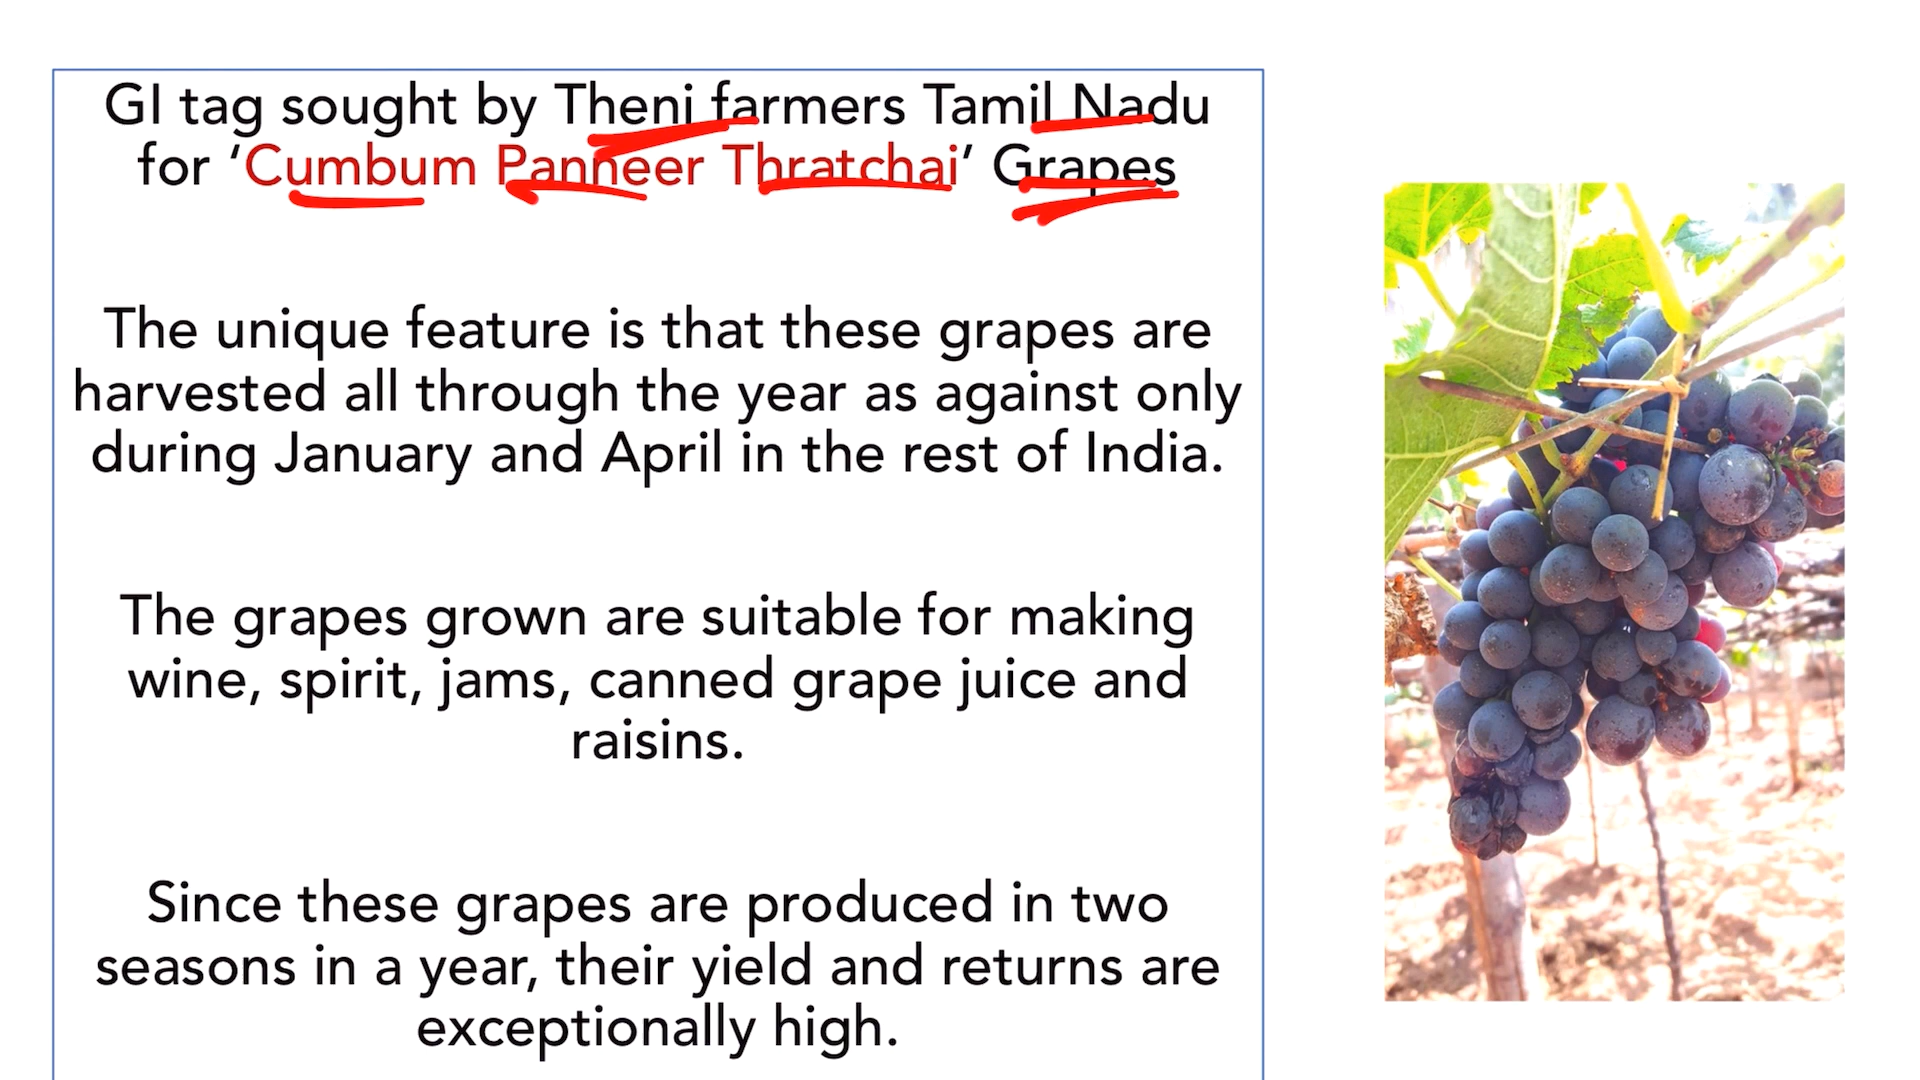 GI tag sought by Theni farmers Tamil Nadu
for ‘Cumbum Panneer Thratchai’ Grapes
The unique feature is that these grapes are
harvested all through the year as against only
during January and April in the rest of India.
The grapes grown are suitable for making
wine, spirit, jams, canned grape juice and
raisins.
Since these grapes are produced in two
seasons in a year, their yield and returns are
exceptionally high.